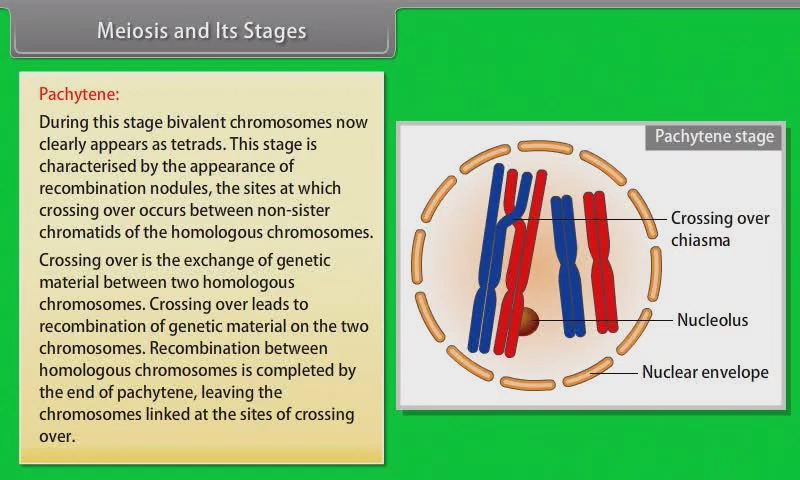 Meiosis and Its Stages
Pachytene:
During this stage bivalent chromosomes now
clearly appears as tetrads. This stage is
characterised by the appearance of
recombination nodules, the sites at which
crossing over occurs between non-sister
chromatids of the homologous chromosomes.
Crossing over is the exchange of genetic
material between two homologous
chromosomes. Crossing over leads to
recombination of genetic material on the two
chromosomes. Recombination between
homologous chromosomes is completed by
the end of pachytene, leaving the
chromosomes linked at the sites of crossing
over.
Pachytene stage
Crossing over
chiasma
Nucleolus
Nuclear envelope